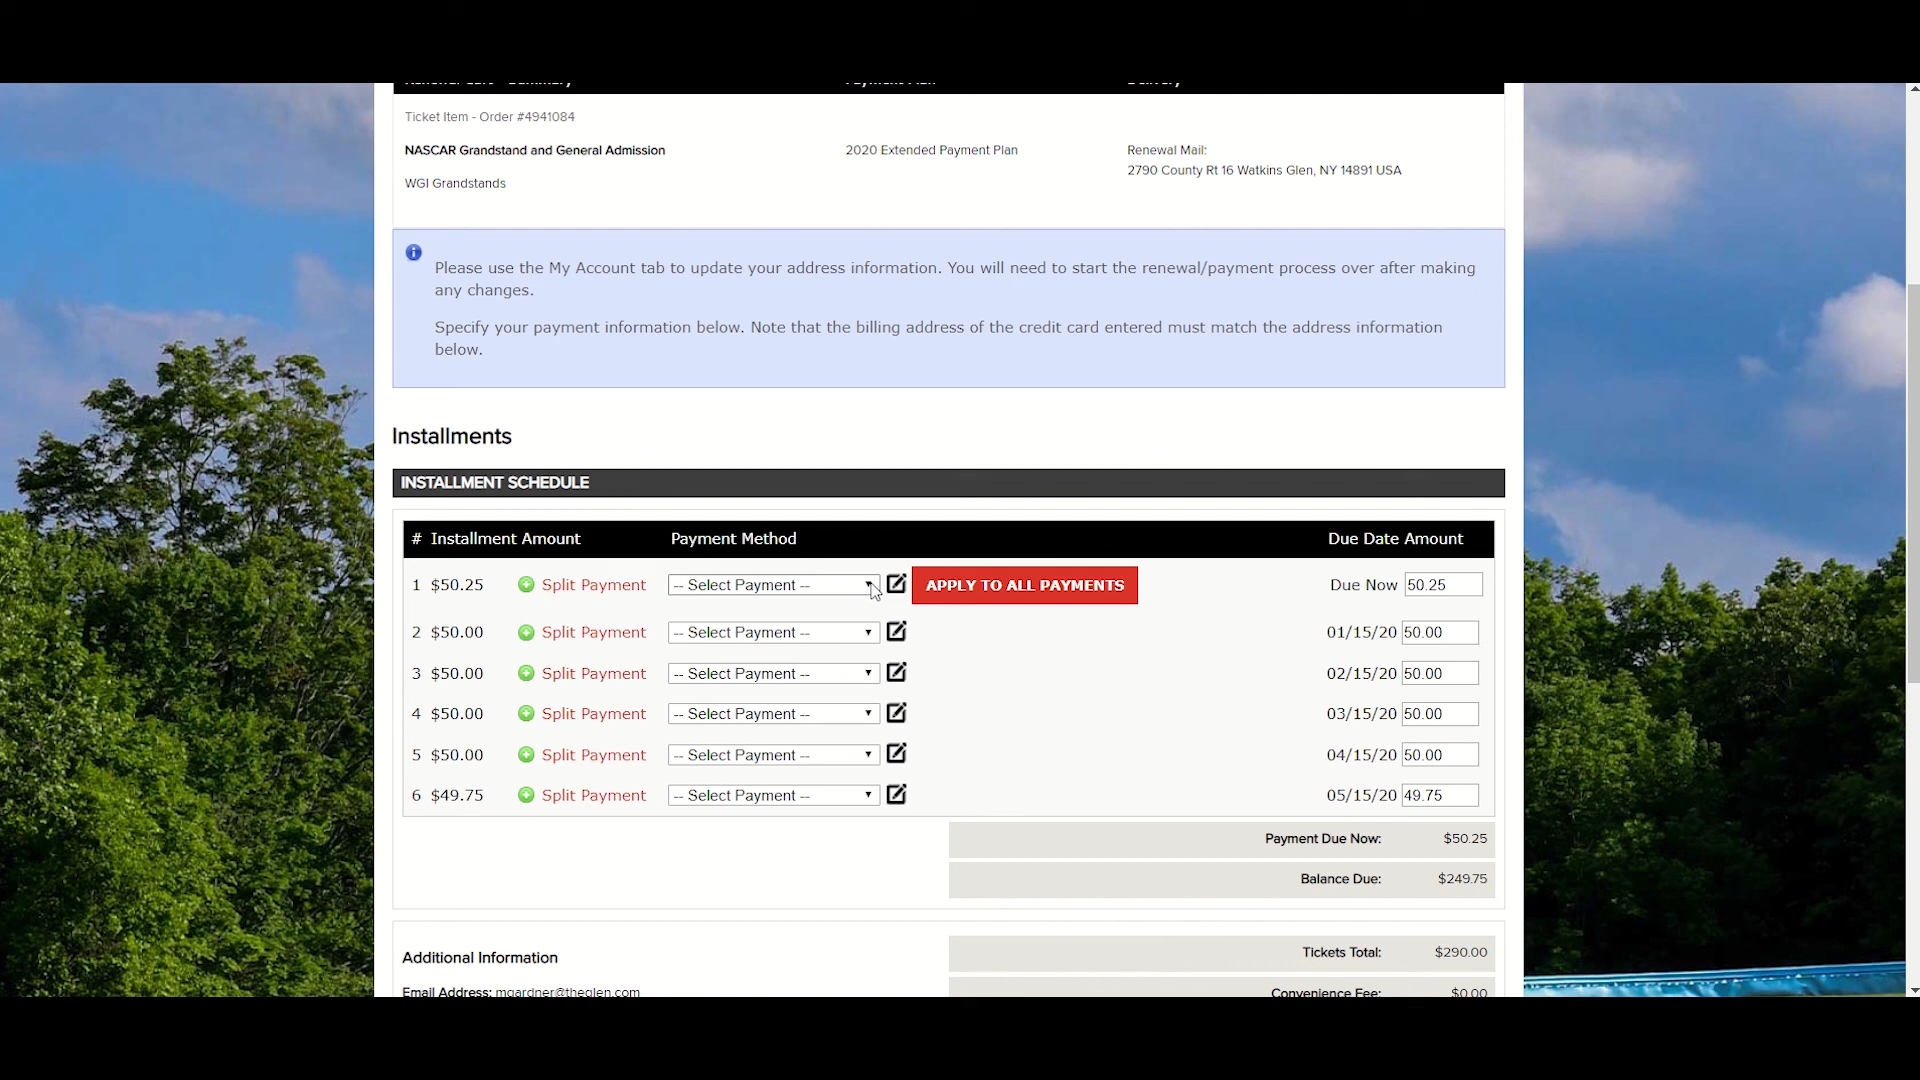 Ticket Item - Order #4941084
NASCAR Grandstand and General Admission
2020 Extended Payment Plan
Renewal Mail:
2790 County Rt 16 Watkins Glen, NY 14891 USA
WGI Grandstands
Please use the My Account tab to update your address information. You will need to start the renewal/payment process over after making
any changes.
Specify your payment information below. Note that the billing address of the credit card entered must match the address information
below.
Installments
INSTALLMENT SCHEDULE
# Installment Amount Payment Method Due Date Amount
1 $50.25 Split Payment -- Select Payment -- APPLY TO ALL PAYMENTS Due Now 50.25
2 $50.00 Split Payment -- Select Payment -- 01/15/20 50.00
3 $50.00 Split Payment -- Select Payment -- 02/15/20 50.00
4 $50.00 Split Payment -- Select Payment -- 03/15/20 50.00
5 $50.00 Split Payment -- Select Payment -- 04/15/20 50.00
6 $49.75 Split Payment -- Select Payment -- 05/15/20 49.75
Payment Due Now: $50.25
Balance Due: $249.75
Additional Information
Tickets Total: $290.00
Email Address: mgardner@theglen.com
Convenience Fee: $0.00